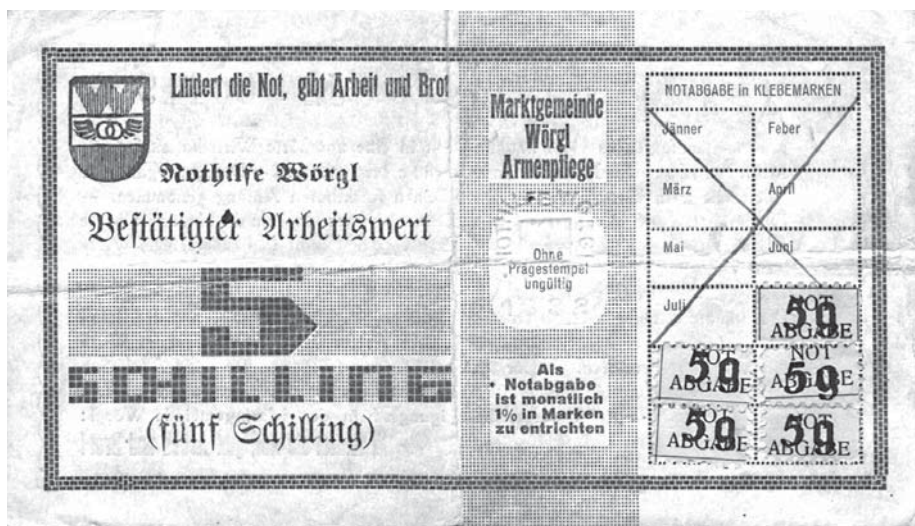 Lindert die Not, gibt Arbeit und Brot
Nothilfe Wörgl
Bestätigter Arbeitswert
5
SCHILLING
(fünf Schilling)
Marktgemeinde
Wörgl
Armenpflege
Ohne
Prägestempel
ungültig
Als
Notabgabe
ist monatlich
1% in Marken
zu entrichten
NOTABGABE in KLEBEMARKEN
Jänner Feber
März April
Mai Juni
Juli
NOT
5g
ABGABE
NOT
5g
ABGABE
NOT
5g
ABGABE
NOT
5g
ABGABE
NOT
5g
ABGABE